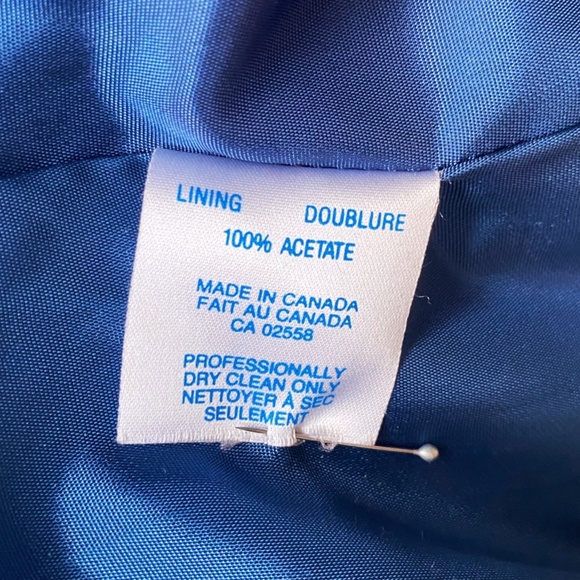 LINING DOUBLURE
100% ACETATE
MADE IN CANADA
FAIT AU CANADA
CA 02558
PROFESSIONALLY
DRY CLEAN ONLY
NETTOYER À SEC
SEULEMENT